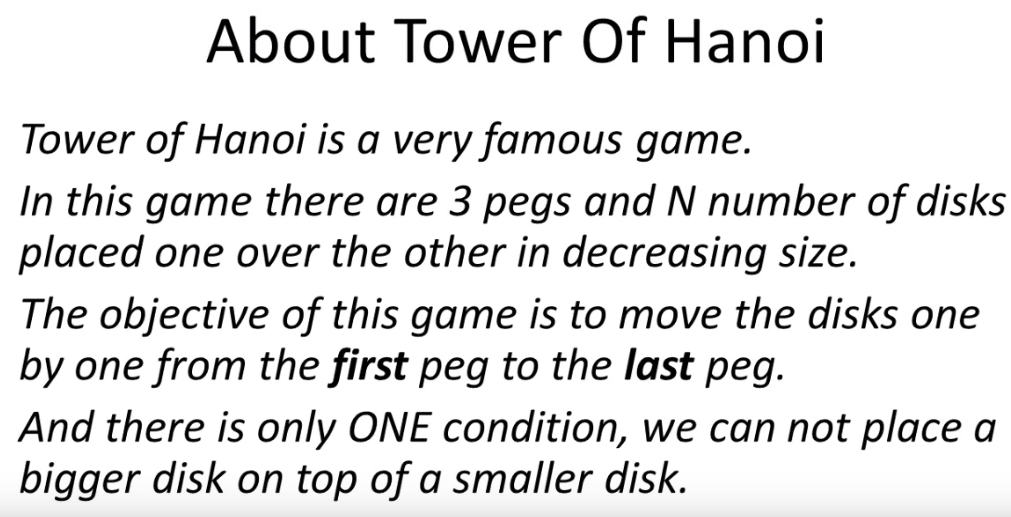 About Tower Of Hanoi
Tower of Hanoi is a very famous game.
In this game there are 3 pegs and N number of disks
placed one over the other in decreasing size.
The objective of this game is to move the disks one
by one from the first peg to the last peg.
And there is only ONE condition, we can not place a
bigger disk on top of a smaller disk.